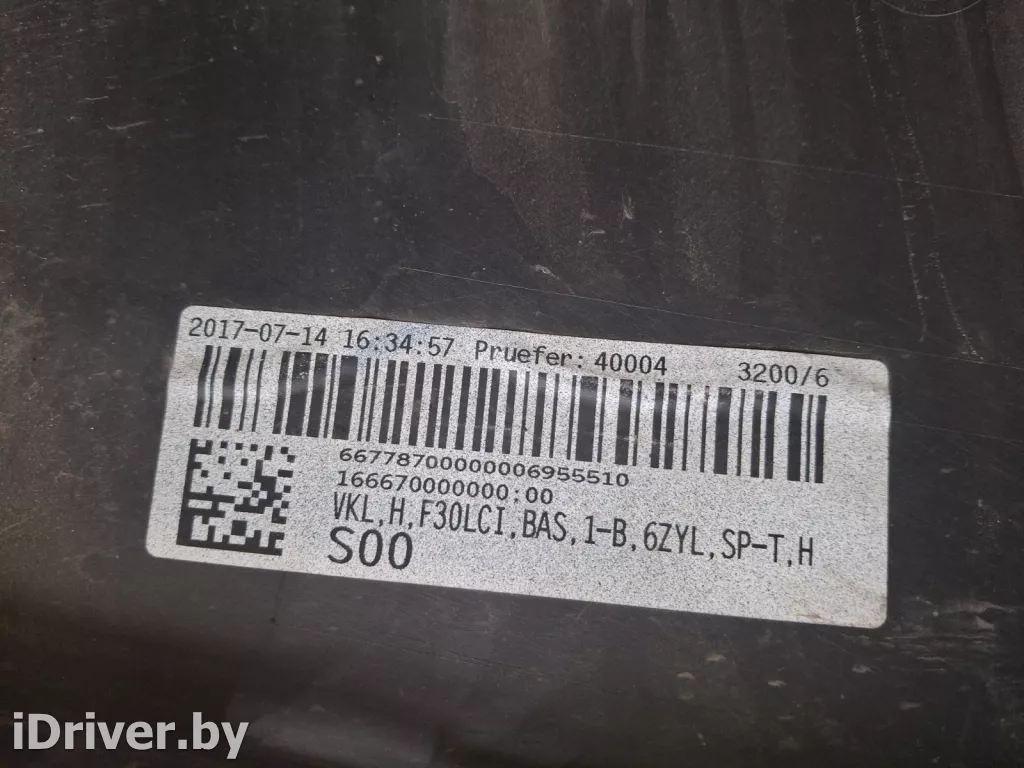 2017-07-14 16:34:57 Pruefer: 40004 3200/6
66778700000006955510
166670000000;00
VKL,H,F30LCI,BAS,1-B,6ZYL,SP-T,H
S00
iDriver.by